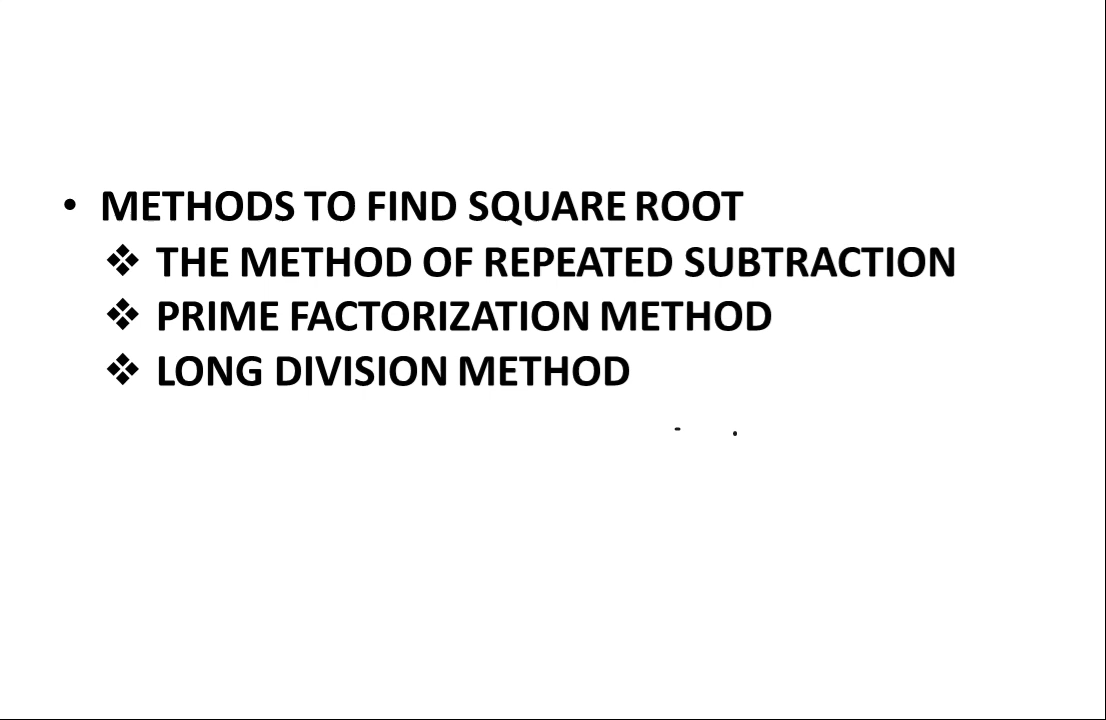 • METHODS TO FIND SQUARE ROOT
❖ THE METHOD OF REPEATED SUBTRACTION
❖ PRIME FACTORIZATION METHOD
❖ LONG DIVISION METHOD